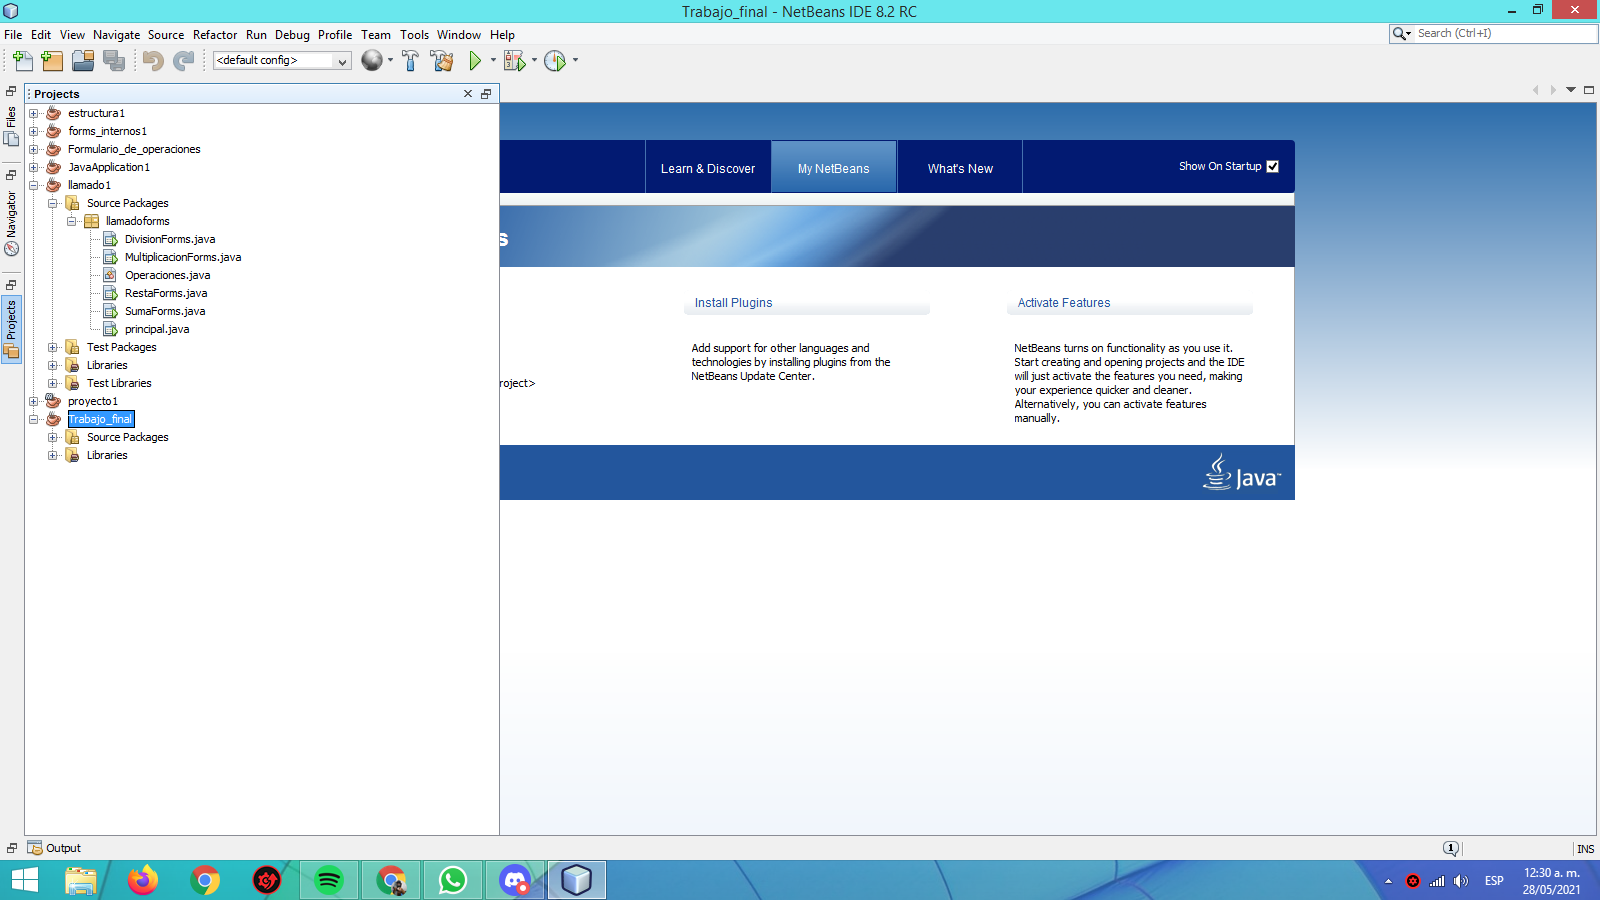 Trabajo_final - NetBeans IDE 8.2 RC
File Edit View Navigate Source Refactor Run Debug Profile Team Tools Window Help
Search (Ctrl+I)
<default config>
Files
Navigator
Projects
Projects
estructura1
forms_internos1
Formulario_de_operaciones
JavaApplication1
llamado1
Source Packages
llamadoforms
DivisionForms.java
MultiplicacionForms.java
Operaciones.java
RestaForms.java
SumaForms.java
principal.java
Test Packages
Libraries
Test Libraries
proyecto1
Trabajo_final
Source Packages
Libraries
Learn & Discover
My NetBeans
What's New
Show On Startup
s
roject>
Install Plugins
Add support for other languages and
technologies by installing plugins from the
NetBeans Update Center.
Activate Features
NetBeans turns on functionality as you use it.
Start creating and opening projects and the IDE
will just activate the features you need, making
your experience quicker and cleaner.
Alternatively, you can activate features
manually.
Java™
Output
1
INS
ESP
12:30 a. m.
28/05/2021